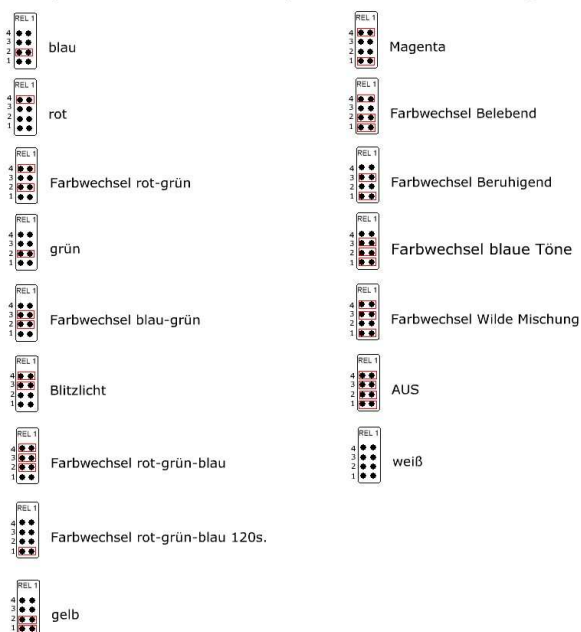 REL 1
4
3
2
1
blau
REL 1
4
3
2
1
rot
REL 1
4
3
2
1
Farbwechsel rot-grün
REL 1
4
3
2
1
grün
REL 1
4
3
2
1
Farbwechsel blau-grün
REL 1
4
3
2
1
Blitzlicht
REL 1
4
3
2
1
Farbwechsel rot-grün-blau
REL 1
4
3
2
1
Farbwechsel rot-grün-blau 120s.
REL 1
4
3
2
1
gelb
REL 1
4
3
2
1
Magenta
REL 1
4
3
2
1
Farbwechsel Belebend
REL 1
4
3
2
1
Farbwechsel Beruhigend
REL 1
4
3
2
1
Farbwechsel blaue Töne
REL 1
4
3
2
1
Farbwechsel Wilde Mischung
REL 1
4
3
2
1
AUS
REL 1
4
3
2
1
weiß